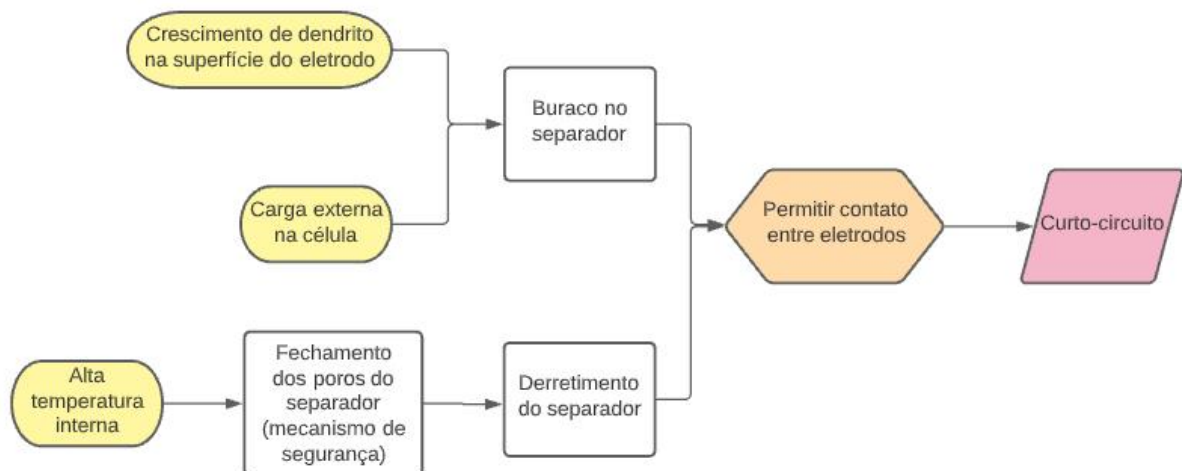 Crescimento de dendrito
na superfície do eletrodo
Buraco no
separador
Carga externa
na célula
Permitir contato
entre eletrodos
Curto-circuito
Alta
temperatura
interna
Fechamento
dos poros do
separador
(mecanismo de
segurança)
Derretimento
do separador